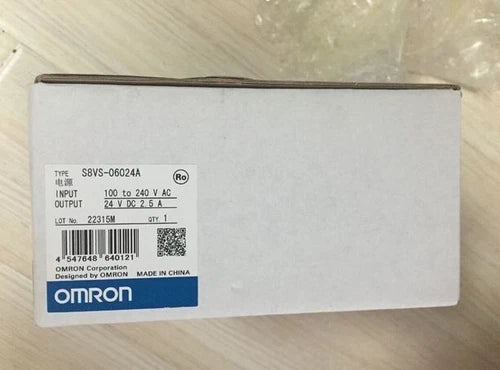 TYPE S8VS-06024A
电源 Ro
INPUT 100 to 240 V AC
OUTPUT 24 V DC 2.5 A
LOT No. 22315M QTY. 1
4 547648 640121
OMRON Corporation
Designed by OMRON MADE IN CHINA
OMRON